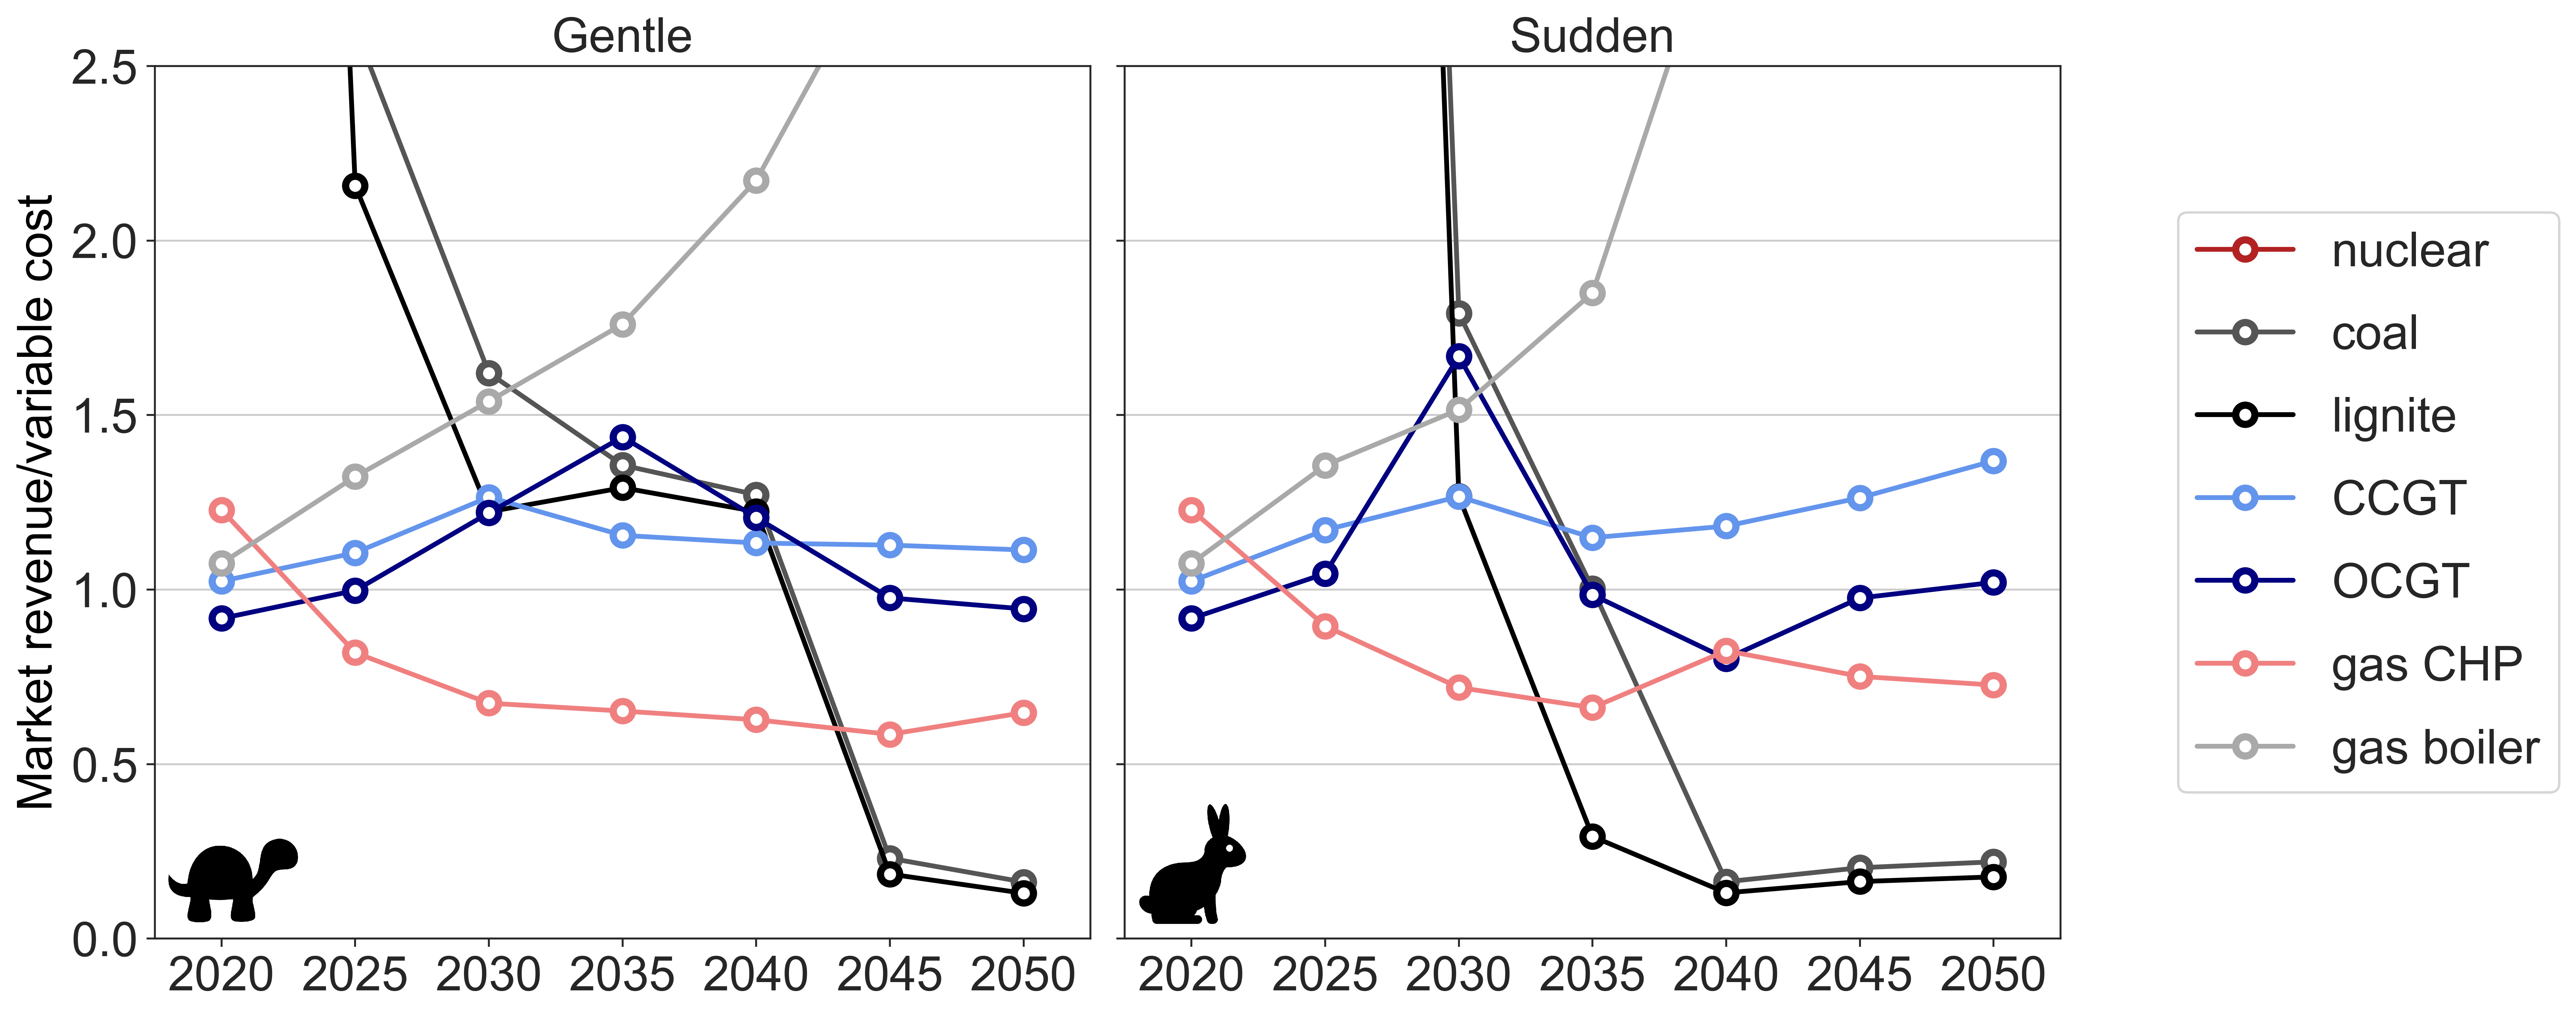 Gentle
Sudden
Market revenue/variable cost
2.5
2.0
1.5
1.0
0.5
0.0
2020 2025 2030 2035 2040 2045 2050
2020 2025 2030 2035 2040 2045 2050
nuclear
coal
lignite
CCGT
OCGT
gas CHP
gas boiler